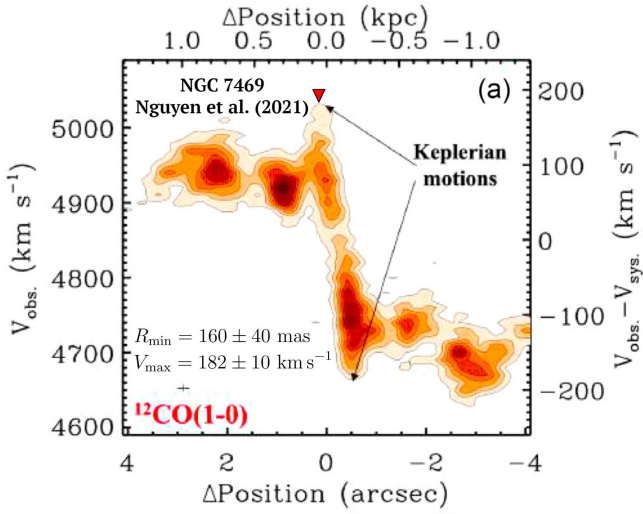 ΔPosition (kpc)
1.0 0.5 0.0 -0.5 -1.0
NGC 7469
Nguyen et al. (2021)
(a)
Keplerian
motions
5000
4900
4800
4700
4600
V_obs. (km s⁻¹)
200
100
0
-100
-200
V_obs.-V_sys. (km s⁻¹)
R_min = 160 ± 40 mas
V_max = 182 ± 10 km s⁻¹
¹²CO(1-0)
4 2 0 -2 -4
ΔPosition (arcsec)